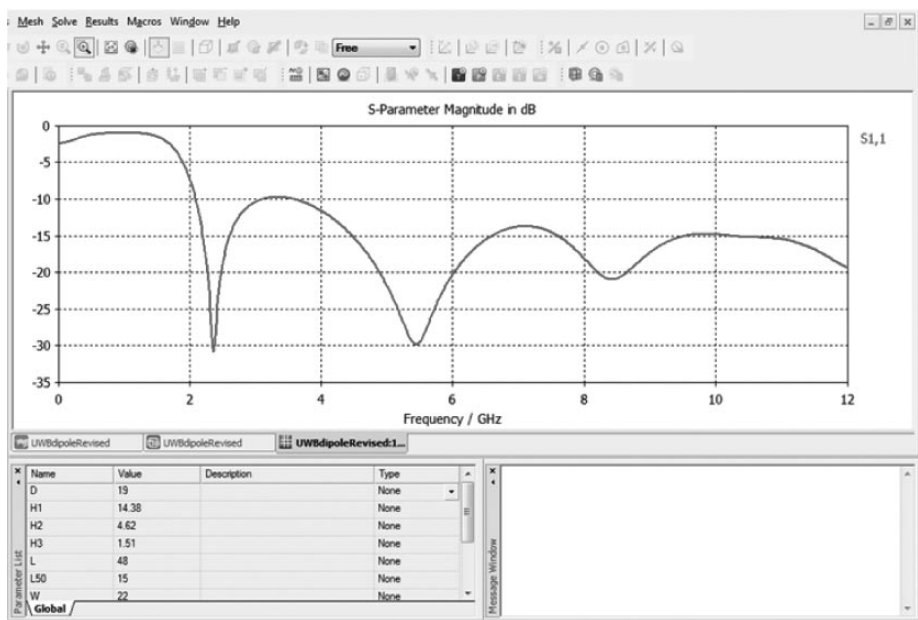 Mesh Solve Results Macros Window Help
Free
S-Parameter Magnitude in dB
S1,1
0
-5
-10
-15
-20
-25
-30
-35
0 2 4 6 8 10 12
Frequency / GHz
UWBdipoleRevised UWBdipoleRevised UWBdipoleRevised:1...
Name Value Description Type
D 19 None
H1 14.38 None
H2 4.62 None
H3 1.51 None
L 48 None
L50 15 None
W 22 None
Global
Parameter List
Message Window